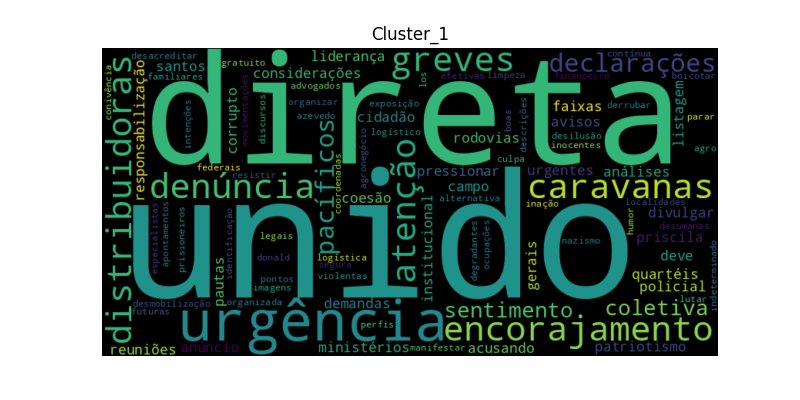 Cluster_1
desacreditar
gratuito
liderança
greves
efetivas
limpeza
continua
declarações
conivência
distribuidoras
responsabilização
santos
familiares
intenções
corrupto
movimentações
considerações
advogados
discursos
organizar
azevedo
los
exposição
cidadão
logístico
financeiro
boicotar
faixas
derrubar
avisos
listagem
parar
direta
agro
rodovias
boas
descrições
desilusão
inocentes
culpa
federais
resistir
pacíficos
coordenadas
agronegócio
atenção
pressionar
urgentes
análises
denúncia
coesão
campo
alternativa
inação
caravanas
localidades
desumanas
divulgar
priscila
humor
institucional
unido
especialistas
apontamentos
prisioneiros
identificação
legais
donald
logística
segura
pontos
violentas
imagens
pautas
degradantes
ocupações
nazismo
gerais
deve
quartéis
policial
lutar
indeterminado
desmobilização
organizada
futuras
demandas
urgência
perfis
sentimento
coletiva
encorajamento
reuniões
anúncio
ministérios
manifestar
acusando
patriotismo